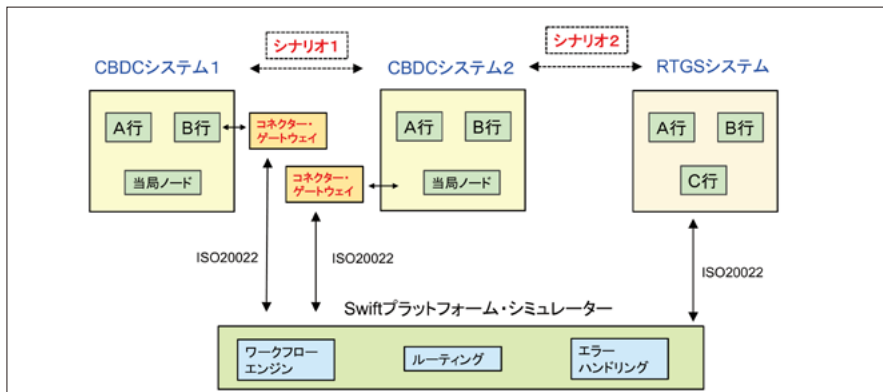 シナリオ1
シナリオ2
CBDCシステム1
CBDCシステム2
RTGSシステム
A行
B行
当局ノード
コネクター・
ゲートウェイ
コネクター・
ゲートウェイ
A行
B行
当局ノード
A行
B行
C行
ISO20022
ISO20022
ISO20022
Swiftプラットフォーム・シミュレーター
ワークフロー
エンジン
ルーティング
エラー
ハンドリング